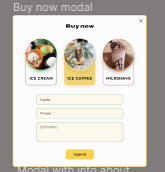 Buy now modal
×
Buy now
ICE CREAM
ICE COFFEE
MILKSHAKE
Name
Phone
Comment
Submit
Modal with info about